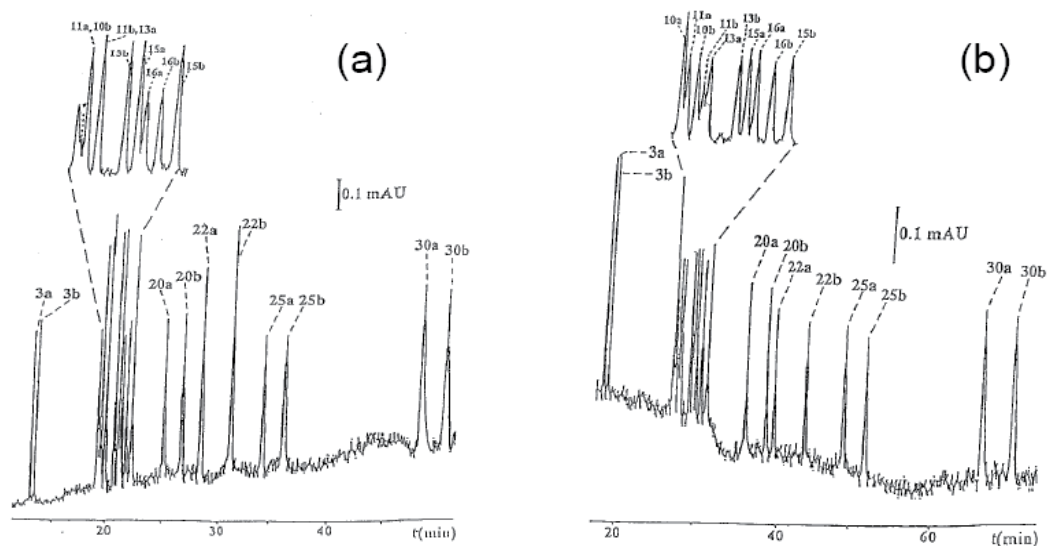 11a,10b
11b,13a
13b
15a
16a
16b
15b
(a)
0.1 mAU
22a
22b
30a
30b
3a
3b
20a
20b
25a
25b
20
30
40
t(min)
10a
11a
10b
11b
13a
13b
15a
16a
16b
15b
(b)
3a
3b
0.1 mAU
20a
20b
22a
22b
25a
25b
30a
30b
20
40
60
t(min)